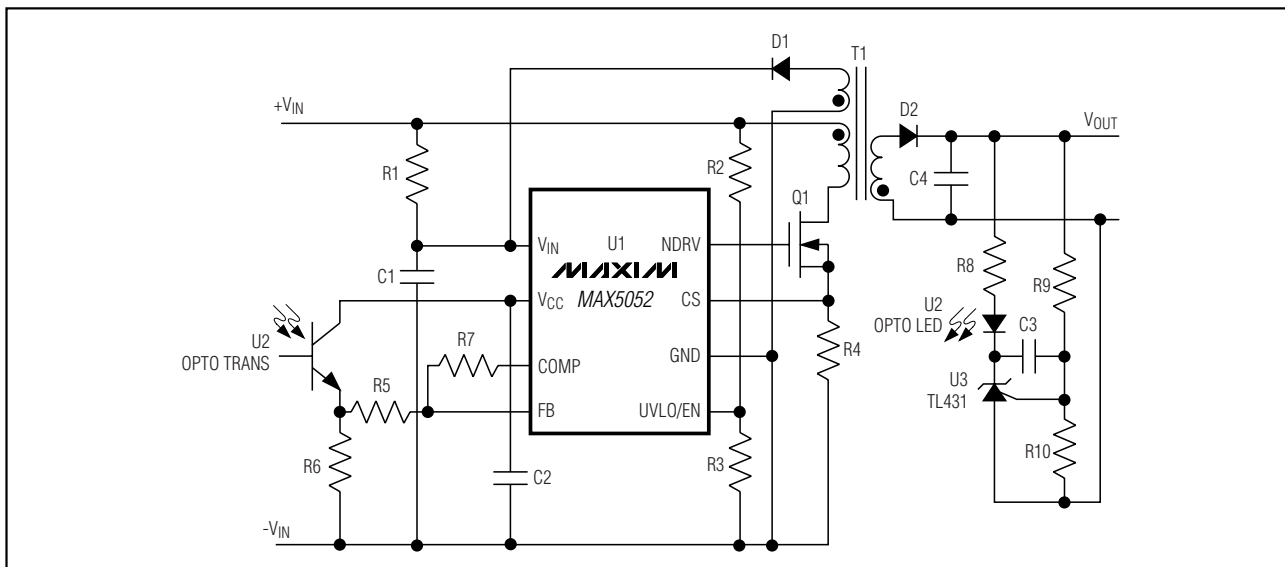 D1
T1
+VIN
D2
VOUT
R1
R2
C4
Q1
VIN
U1
NDRV
R8
R9
C1
MAXIM
MAX5052
VCC
CS
U2
OPTO LED
C3
U2
OPTO TRANS
R7
COMP
GND
R4
U3
TL431
R5
FB
UVLO/EN
R6
C2
R3
R10
-VIN